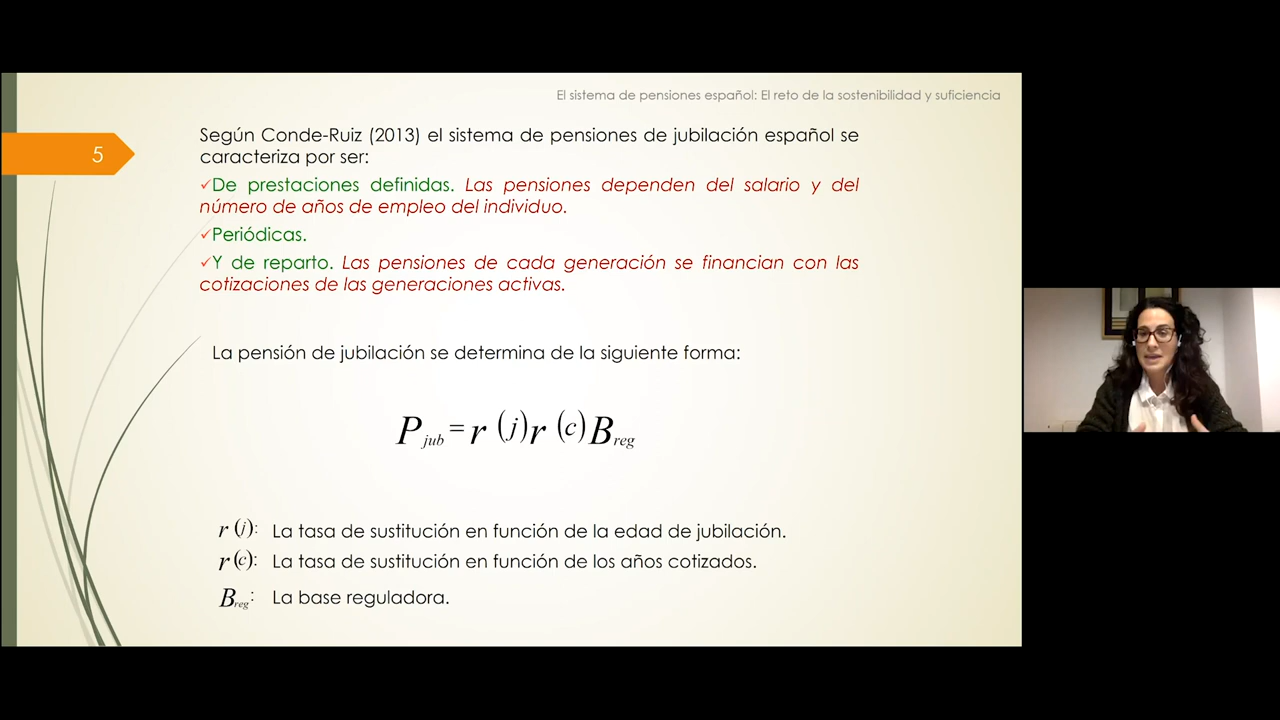 El sistema de pensiones español: El reto de la sostenibilidad y suficiencia
5
Según Conde-Ruiz (2013) el sistema de pensiones de jubilación español se
caracteriza por ser:
✓De prestaciones definidas. Las pensiones dependen del salario y del
número de años de empleo del individuo.
✓Periódicas.
✓Y de reparto. Las pensiones de cada generación se financian con las
cotizaciones de las generaciones activas.
La pensión de jubilación se determina de la siguiente forma:
P jub = r (j) r (c) B reg
r (j): La tasa de sustitución en función de la edad de jubilación.
r (c): La tasa de sustitución en función de los años cotizados.
B reg : La base reguladora.